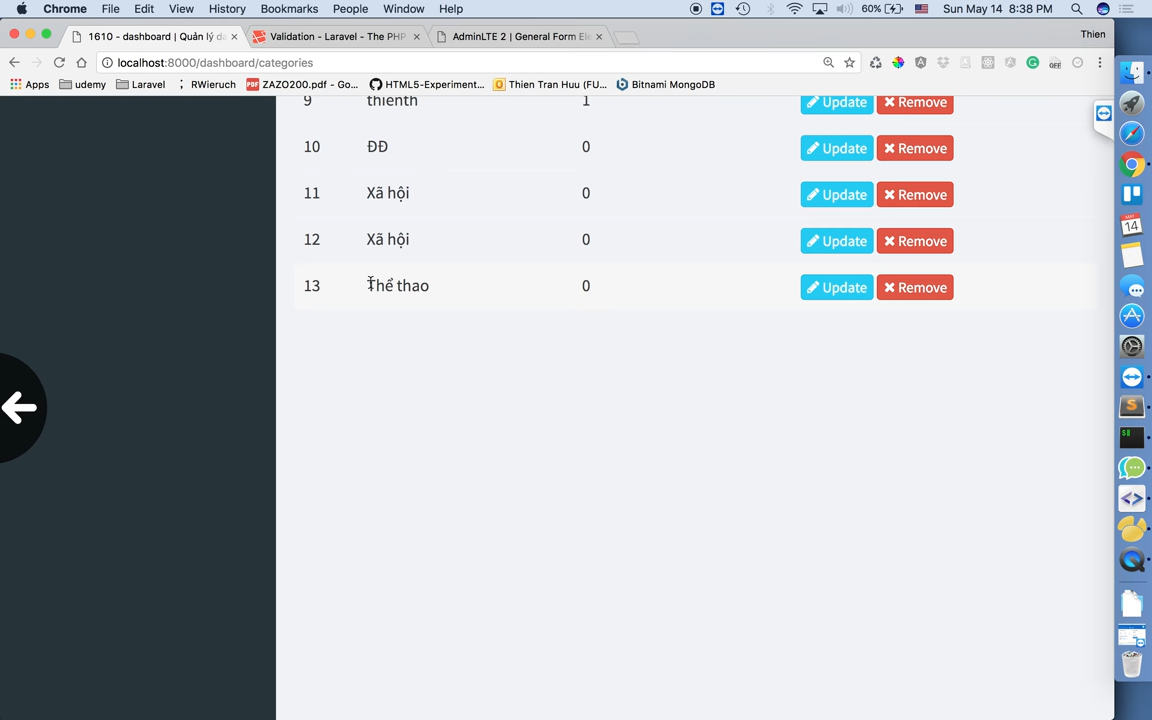 Chrome File Edit View History Bookmarks People Window Help 60% Sun May 14 8:38 PM
1610 - dashboard | Quản lý da Validation - Laravel - The PHP AdminLTE 2 | General Form Ele Thien
localhost:8000/dashboard/categories
Apps udemy Laravel RWieruch ZAZO200.pdf - Go... HTML5-Experiment... Thien Tran Huu (FU... Bitnami MongoDB
9 thienth 1 Update Remove
10 ĐĐ 0 Update Remove
11 Xã hội 0 Update Remove
12 Xã hội 0 Update Remove
13 Thể thao 0 Update Remove